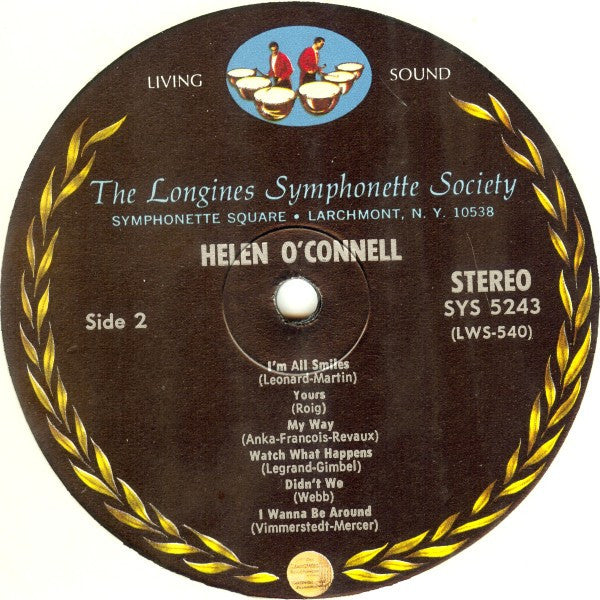 LIVING SOUND
The Longines Symphonette Society
SYMPHONETTE SQUARE • LARCHMONT, N. Y. 10538
HELEN O'CONNELL
Side 2
STEREO
SYS 5243
(LWS-540)
I'm All Smiles
(Leonard-Martin)
Yours
(Roig)
My Way
(Anka-Francois-Revaux)
Watch What Happens
(Legrand-Gimbel)
Didn't We
(Webb)
I Wanna Be Around
(Vimmerstedt-Mercer)